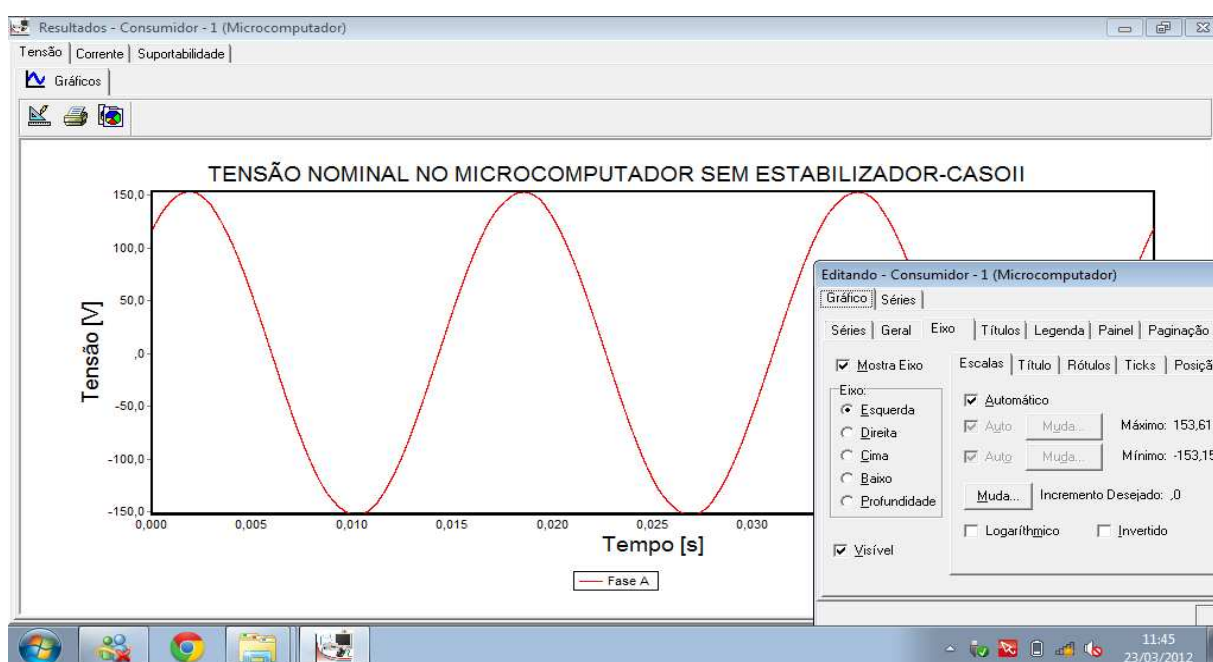 Resultados - Consumidor - 1 (Microcomputador)
Tensão Corrente Suportabilidade
Gráficos
TENSÃO NOMINAL NO MICROCOMPUTADOR SEM ESTABILIZADOR-CASOII
Tensão [V]
150,0
100,0
50,0
,0
-50,0
-100,0
-150,0
0,000 0,005 0,010 0,015 0,020 0,025 0,030
Tempo [s]
Fase A
Editando - Consumidor - 1 (Microcomputador)
Gráfico Séries
Séries Geral Eixo Títulos Legenda Painel Paginação
Mostra Eixo
Eixo:
Esquerda
Direita
Cima
Baixo
Profundidade
Visível
Escalas Título Rótulos Ticks Posiçã
Automático
Auto Muda... Máximo: 153,61
Auto Muda... Mínimo: -153,15
Muda... Incremento Desejado: ,0
Logaríthmico Invertido
11:45
23/03/2012